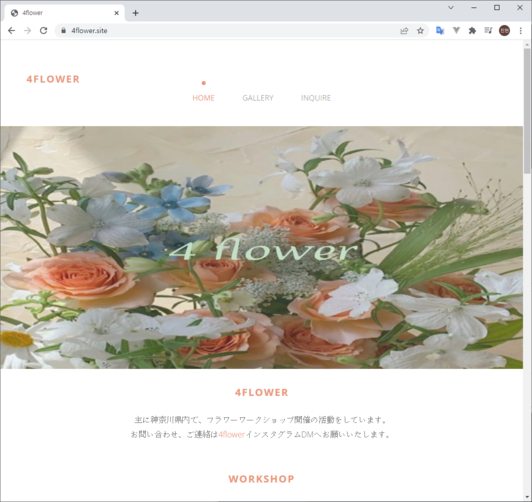 4flower
4flower.site
4FLOWER
HOME GALLERY INQUIRE
4 flower
4FLOWER
主に神奈川県内で、フラワーワークショップ開催の活動をしています。
お問い合わせ、ご連絡は4flowerインスタグラムDMへお願いいたします。
WORKSHOP